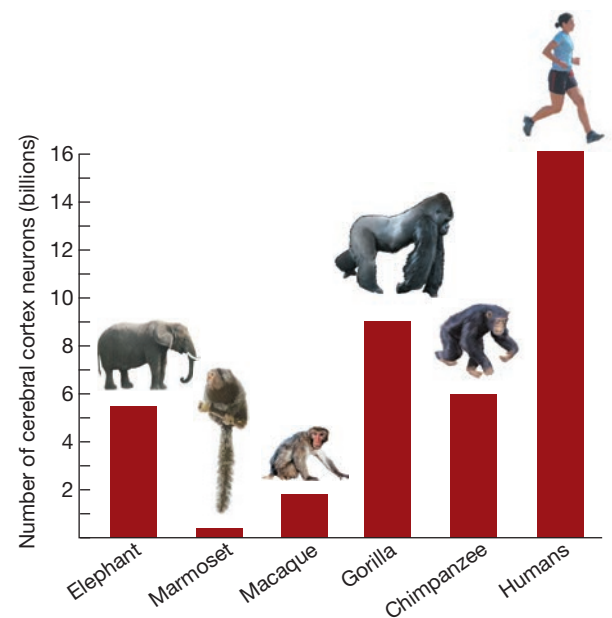 Number of cerebral cortex neurons (billions)
16
14
12
10
8
6
4
2
Elephant
Marmoset
Macaque
Gorilla
Chimpanzee
Humans